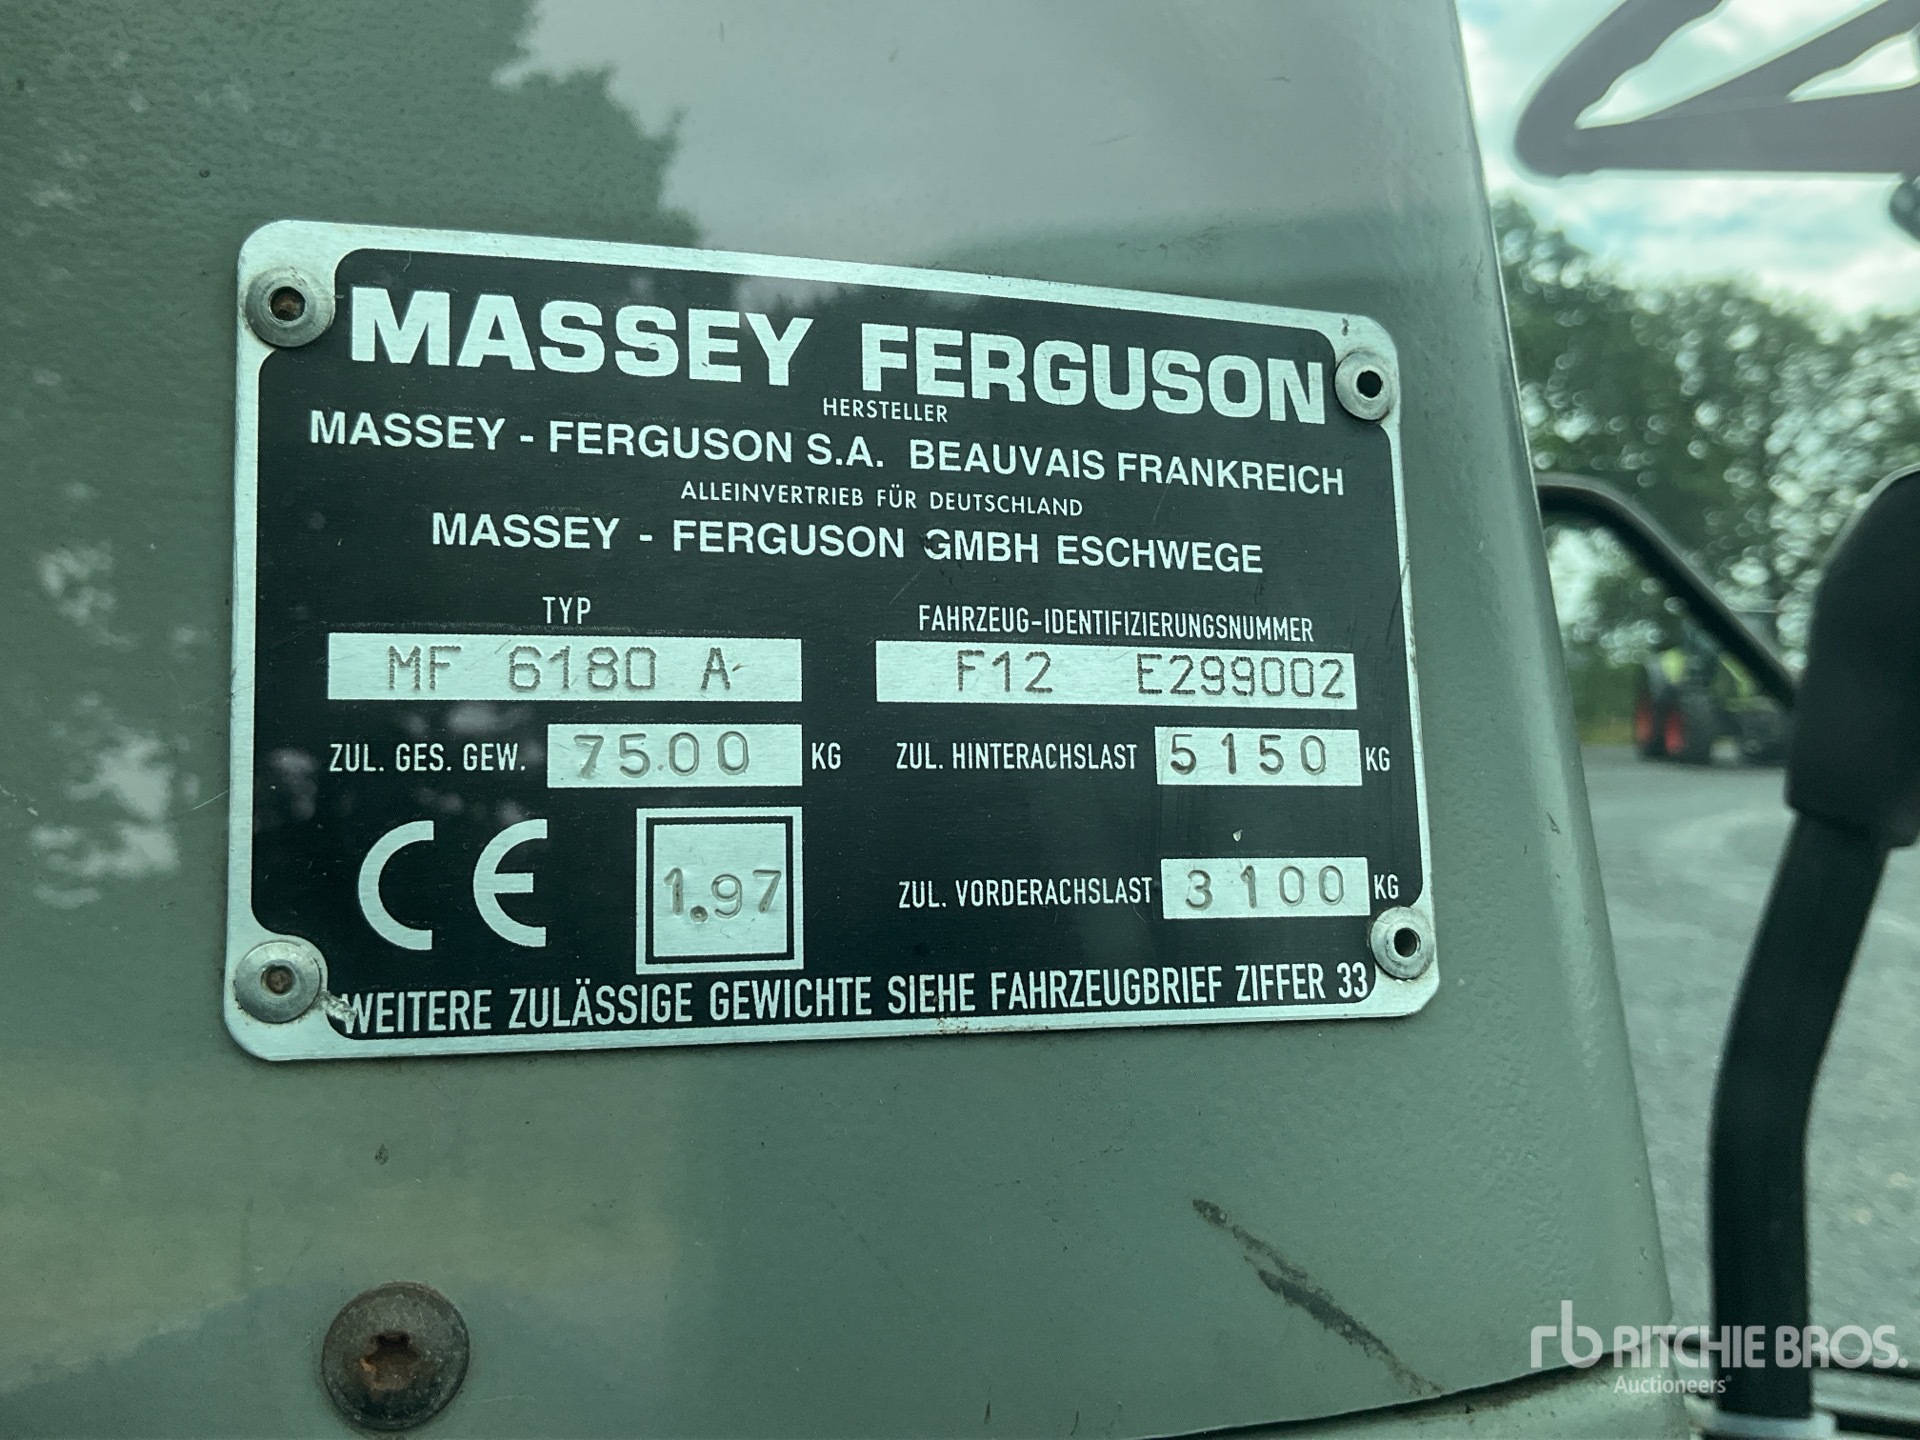 MASSEY FERGUSON
HERSTELLER
MASSEY - FERGUSON S.A. BEAUVAIS FRANKREICH
ALLEINVERTRIEB FÜR DEUTSCHLAND
MASSEY - FERGUSON GMBH ESCHWEGE
TYP FAHRZEUG-IDENTIFIZIERUNGSNUMMER
MF 6180 A F12 E299002
ZUL. GES. GEW. 7500 KG ZUL. HINTERACHSLAST 5150 KG
CE 1.97 ZUL. VORDERACHSLAST 3100 KG
WEITERE ZULÄSSIGE GEWICHTE SIEHE FAHRZEUGBRIEF ZIFFER 33
rb RITCHIE BROS.
Auctioneers